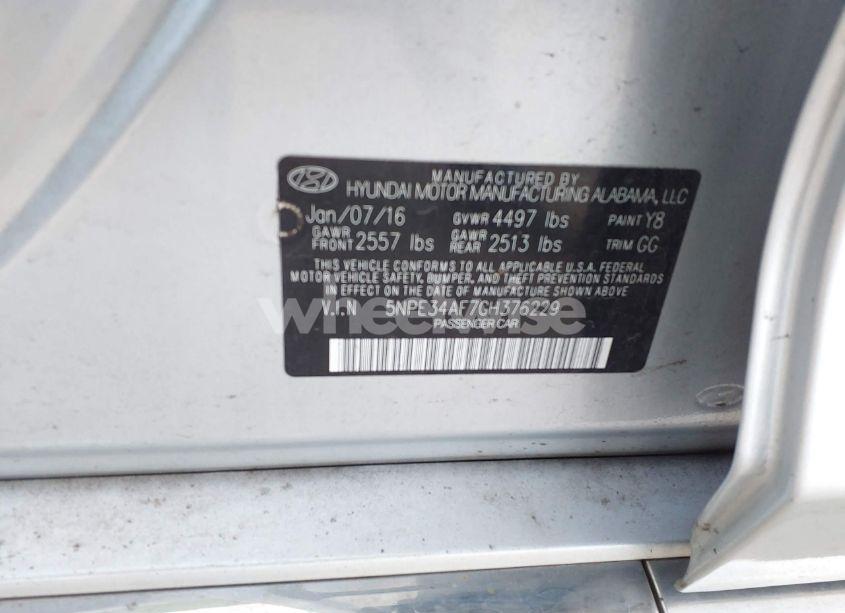 MANUFACTURED BY
HYUNDAI MOTOR MANUFACTURING ALABAMA, LLC
Jan/07/16 GVWR 4497 lbs PAINT Y8
GAWR FRONT 2557 lbs GAWR REAR 2513 lbs TRIM GG
THIS VEHICLE CONFORMS TO ALL APPLICABLE U.S.A. FEDERAL
MOTOR VEHICLE SAFETY, BUMPER, AND THEFT PREVENTION STANDARDS
IN EFFECT ON THE DATE OF MANUFACTURE SHOWN ABOVE.
V.I.N 5NPE34AF7GH376229
PASSENGER CAR
wheelwise